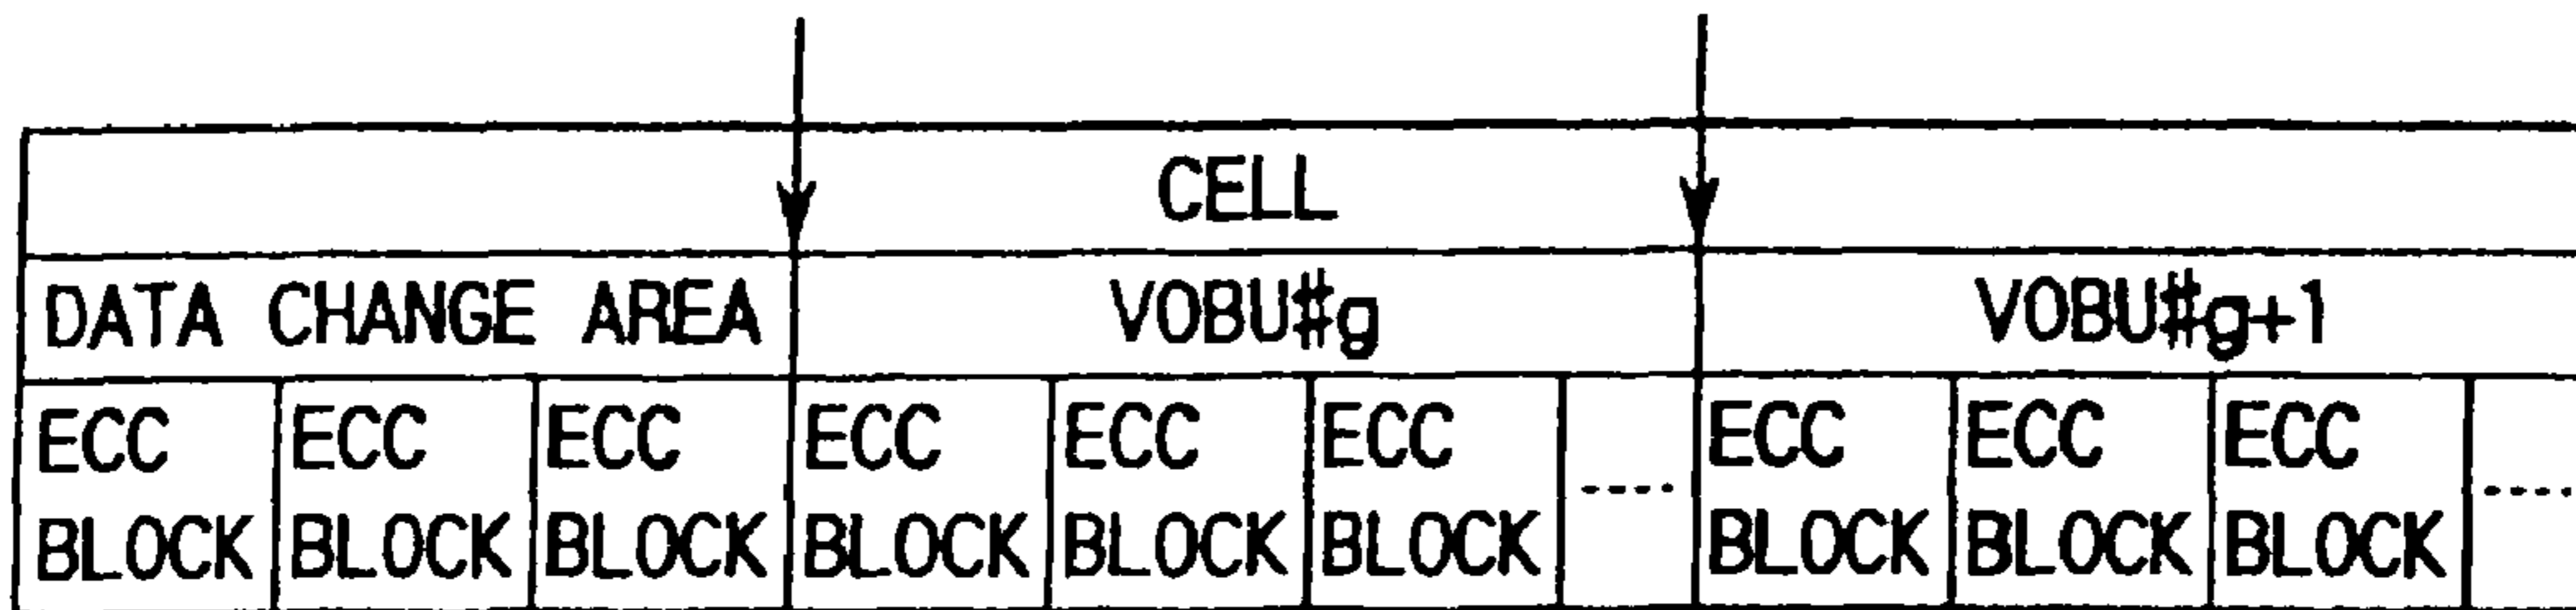 CELL
DATA CHANGE AREA VOBU#g VOBU#g+1
ECC ECC ECC ECC ECC ECC ECC ECC ECC
BLOCK BLOCK BLOCK BLOCK BLOCK BLOCK ---- BLOCK BLOCK BLOCK ----